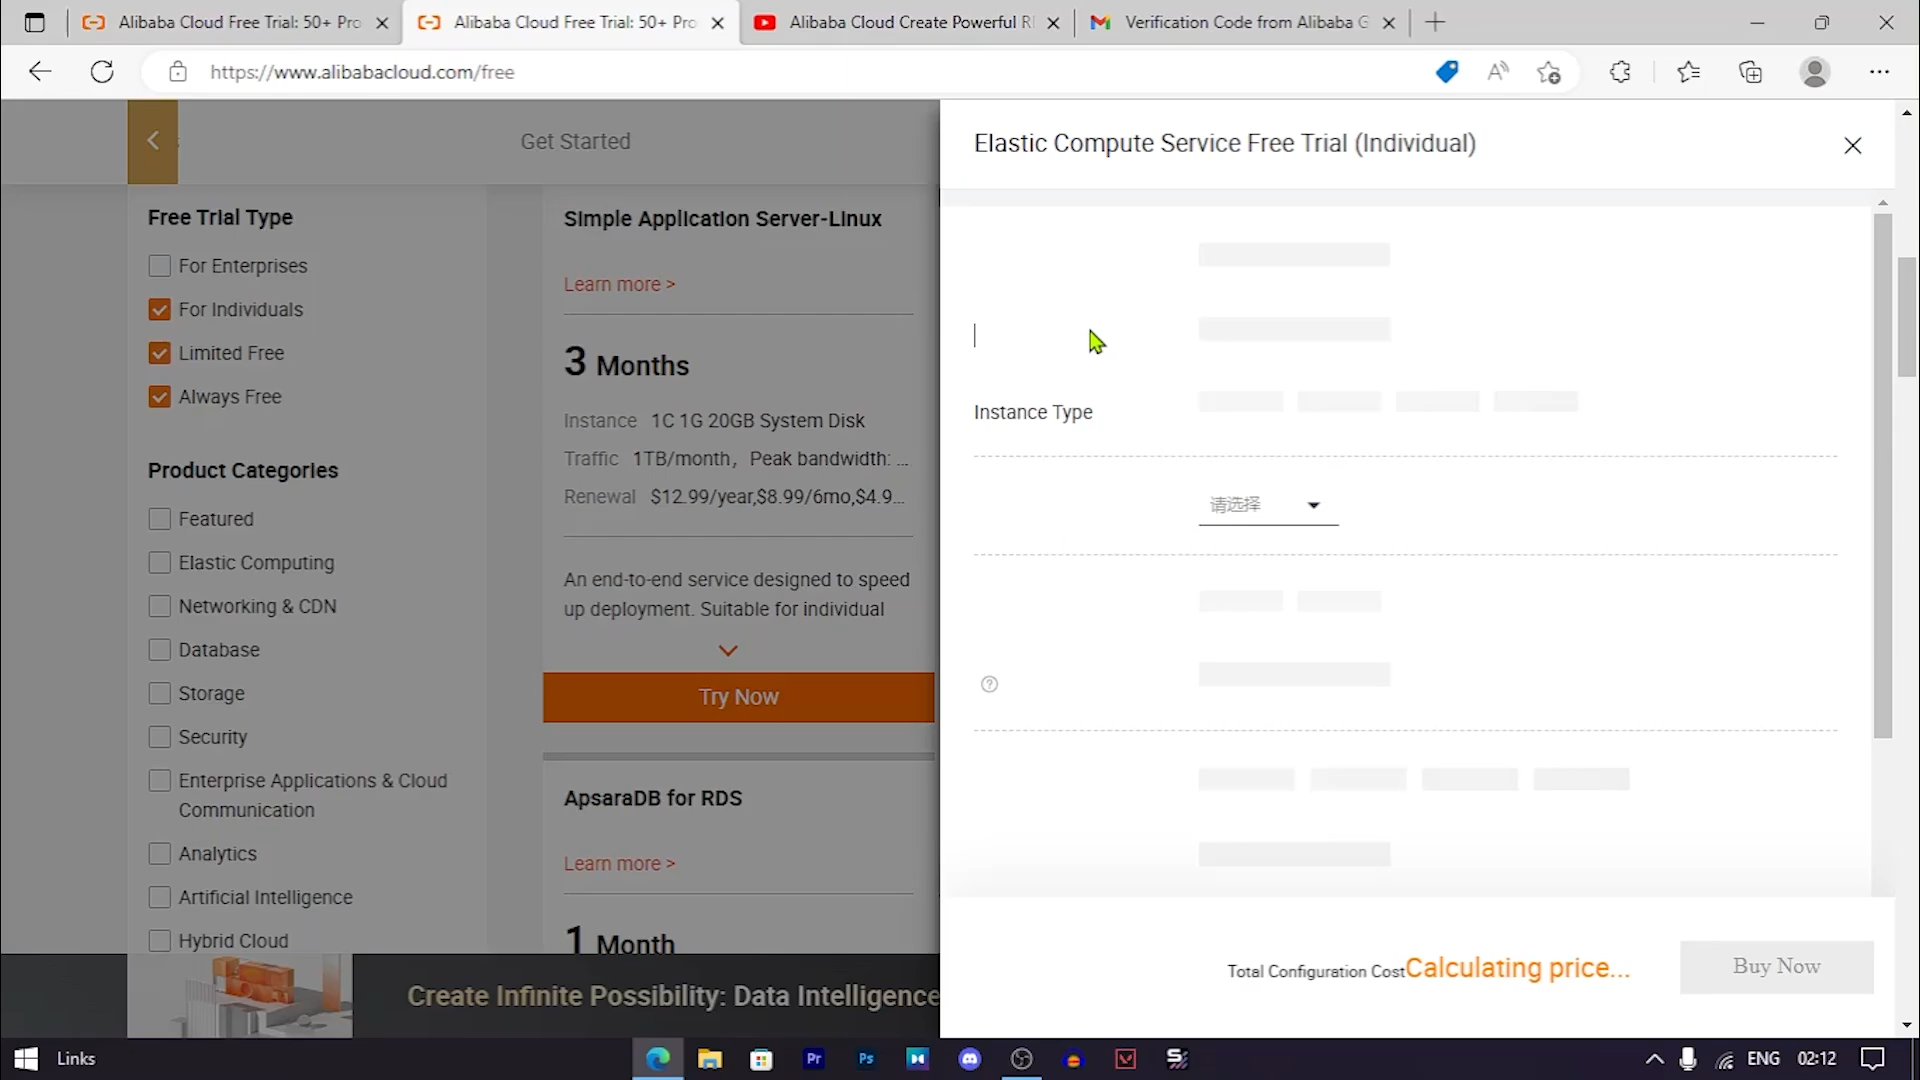 Alibaba Cloud Free Trial: 50+ Pro
Alibaba Cloud Free Trial: 50+ Pro
Alibaba Cloud Create Powerful RD
Verification Code from Alibaba G
https://www.alibabacloud.com/free
Get Started
Free Trial Type
For Enterprises
For Individuals
Limited Free
Always Free
Product Categories
Featured
Elastic Computing
Networking & CDN
Database
Storage
Security
Enterprise Applications & Cloud
Communication
Analytics
Artificial Intelligence
Hybrid Cloud
Simple Application Server-Linux
Learn more >
3 Months
Instance 1C 1G 20GB System Disk
Traffic 1TB/month，Peak bandwidth: ...
Renewal $12.99/year,$8.99/6mo,$4.9...
An end-to-end service designed to speed
up deployment. Suitable for individual
Try Now
ApsaraDB for RDS
Learn more >
1 Month
Create Infinite Possibility: Data Intelligence
Elastic Compute Service Free Trial (Individual)
Instance Type
请选择
Total Configuration Cost Calculating price...
Buy Now
Links
ENG
02:12